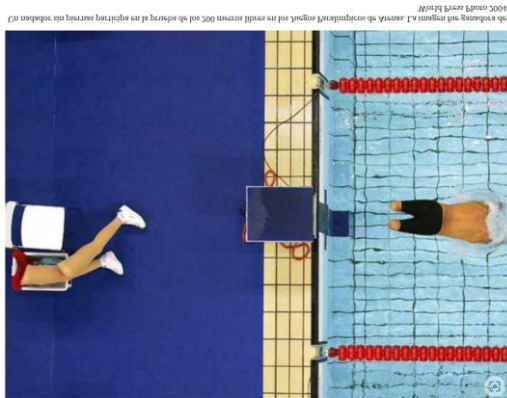 Un nadador sin piernas participa en la prueba de los 200 metros libres en los Juegos Paralímpicos de Atenas. La imagen fue ganadora de
World Press Photo 2004